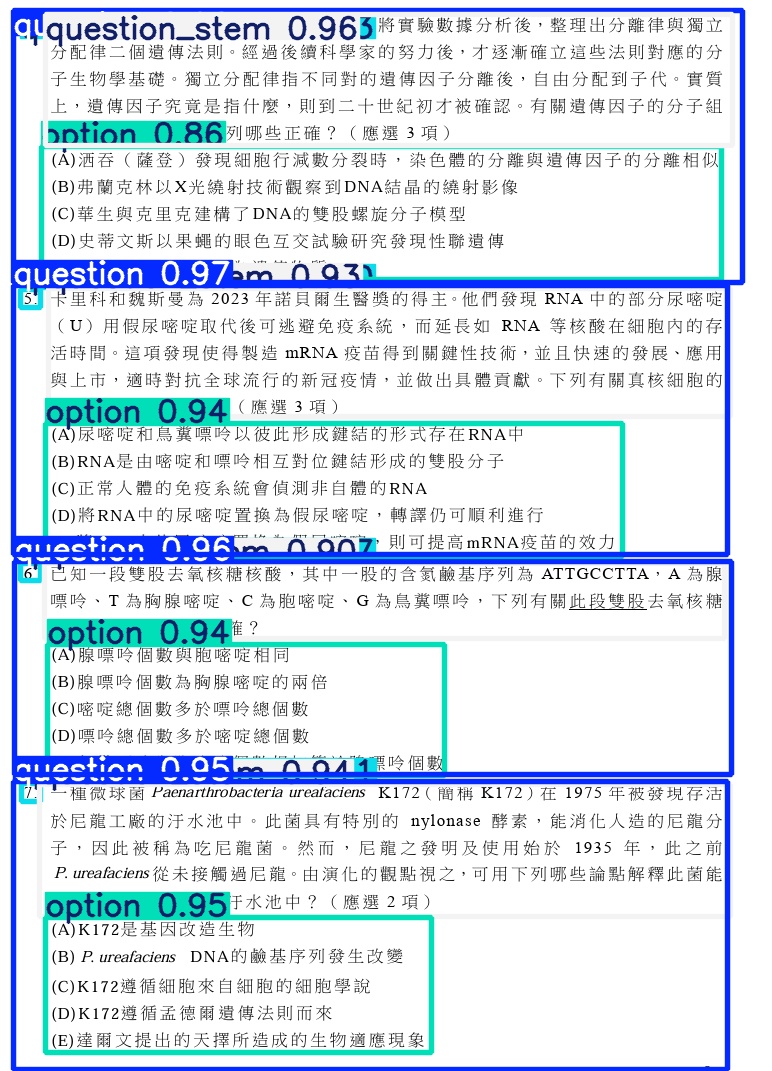 question_stem 0.963 將實驗數據分析後，整理出分離律與獨立
分配律二個遺傳法則。經過後續科學家的努力後，才逐漸確立這些法則對應的分
子生物學基礎。獨立分配律指不同對的遺傳因子分離後，自由分配到子代。實質
上，遺傳因子究竟是指什麼，則到二十世紀初才被確認。有關遺傳因子的分子組
option 0.86 列哪些正確？（應選 3 項）
(A)洒吞（薩登）發現細胞行減數分裂時，染色體的分離與遺傳因子的分離相似
(B)弗蘭克林以X光繞射技術觀察到DNA結晶的繞射影像
(C)華生與克里克建構了DNA的雙股螺旋分子模型
(D)史蒂文斯以果蠅的眼色互交試驗研究發現性聯遺傳
question 0.97 em 0.93
5. 卡里科和魏斯曼為 2023 年諾貝爾生醫獎的得主。他們發現 RNA 中的部分尿嘧啶
（U）用假尿嘧啶取代後可逃避免疫系統，而延長如 RNA 等核酸在細胞內的存
活時間。這項發現使得製造 mRNA 疫苗得到關鍵性技術，並且快速的發展、應用
與上市，適時對抗全球流行的新冠疫情，並做出具體貢獻。下列有關真核細胞的
option 0.94 （應選 3 項）
(A)尿嘧啶和鳥糞嘌呤以彼此形成鍵結的形式存在RNA中
(B)RNA是由嘧啶和嘌呤相互對位鍵結形成的雙股分子
(C)正常人體的免疫系統會偵測非自體的RNA
(D)將RNA中的尿嘧啶置換為假尿嘧啶，轉譯仍可順利進行
，則可提高mRNA疫苗的效力
question 0.96 em 0.90
6. 已知一段雙股去氧核糖核酸，其中一股的含氮鹼基序列為 ATTGCCTTA，A 為腺
嘌呤、T 為胸腺嘧啶、C 為胞嘧啶、G 為鳥糞嘌呤，下列有關此段雙股去氧核糖
option 0.94 確？
(A)腺嘌呤個數與胞嘧啶相同
(B)腺嘌呤個數為胸腺嘧啶的兩倍
(C)嘧啶總個數多於嘌呤總個數
(D)嘌呤總個數多於嘧啶總個數
嘌呤個數
question 0.95 m 0.94
7. 一種微球菌 Paenarthrobacteria ureafaciens K172（簡稱 K172）在 1975 年被發現存活
於尼龍工廠的汙水池中。此菌具有特別的 nylonase 酵素，能消化人造的尼龍分
子，因此被稱為吃尼龍菌。然而，尼龍之發明及使用始於 1935 年，此之前
P. ureafaciens 從未接觸過尼龍。由演化的觀點視之，可用下列哪些論點解釋此菌能
option 0.95 汙水池中？（應選 2 項）
(A)K172是基因改造生物
(B) P. ureafaciens DNA的鹼基序列發生改變
(C)K172遵循細胞來自細胞的細胞學說
(D)K172遵循孟德爾遺傳法則而來
(E)達爾文提出的天擇所造成的生物適應現象